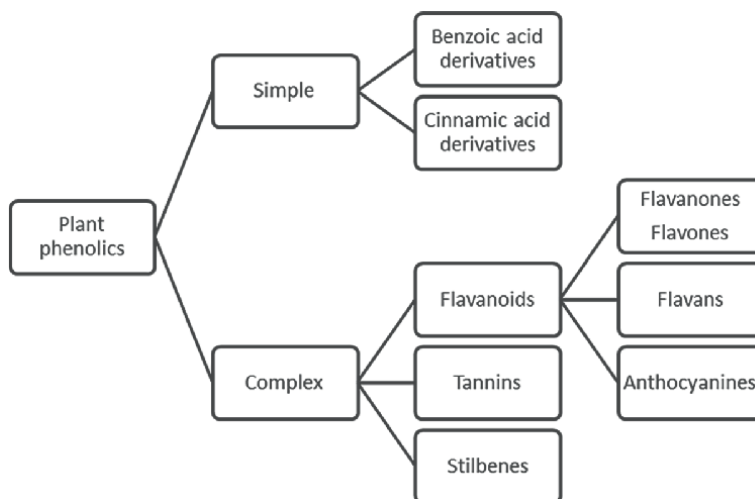 Plant
phenolics
Simple
Benzoic acid
derivatives
Cinnamic acid
derivatives
Complex
Flavanoids
Flavanones
Flavones
Flavans
Anthocyanines
Tannins
Stilbenes